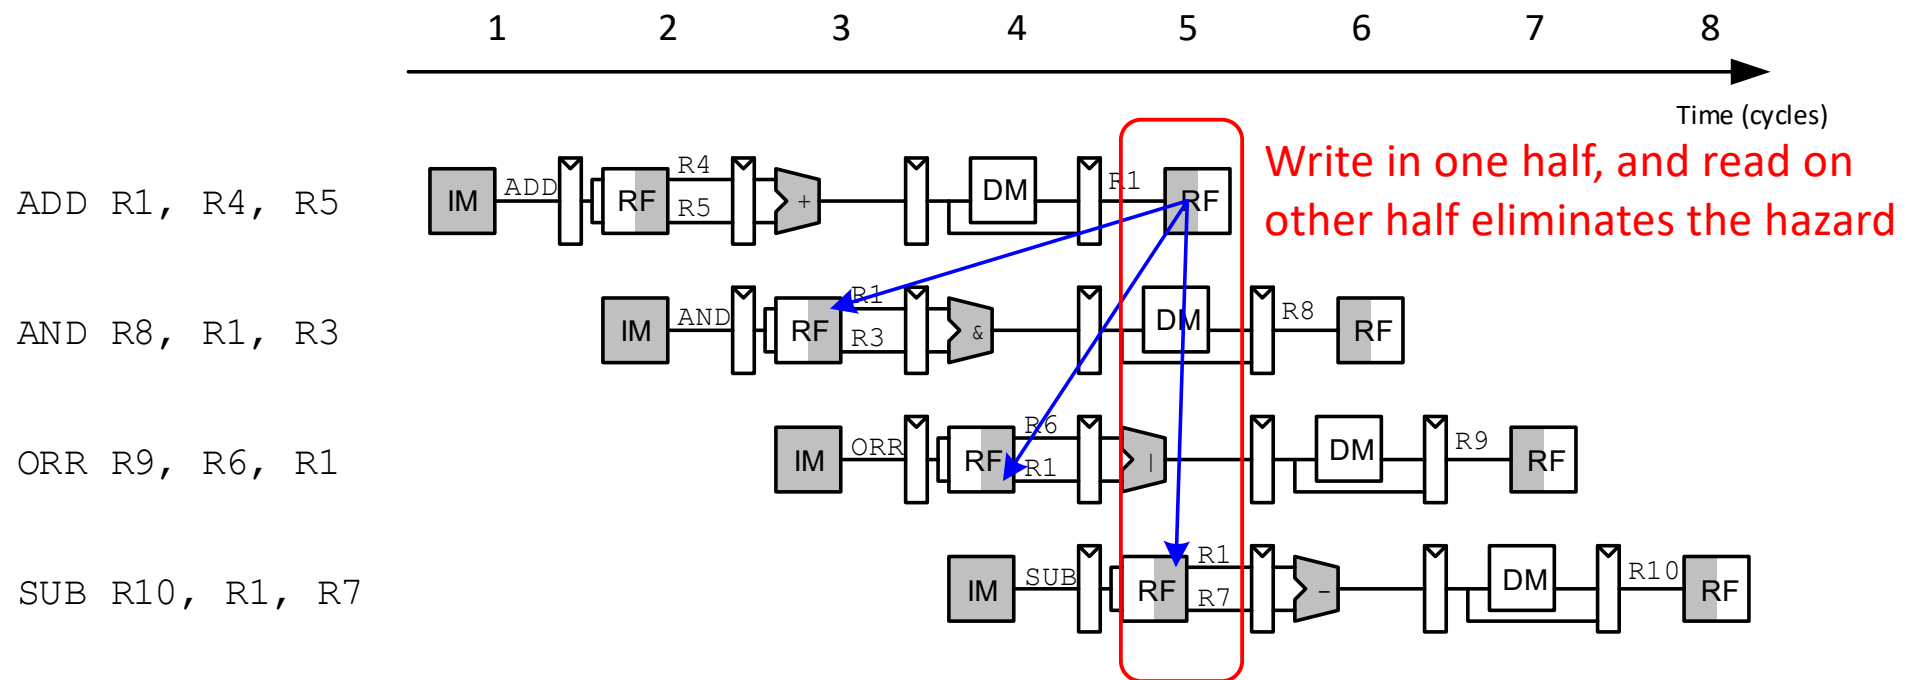 1 2 3 4 5 6 7 8
Time (cycles)
Write in one half, and read on
other half eliminates the hazard
ADD R1, R4, R5
IM ADD RF R4 R5 + DM R1 RF
AND R8, R1, R3
IM AND RF R1 R3 & DM R8 RF
ORR R9, R6, R1
IM ORR RF R6 R1 | DM R9 RF
SUB R10, R1, R7
IM SUB RF R1 R7 - DM R10 RF